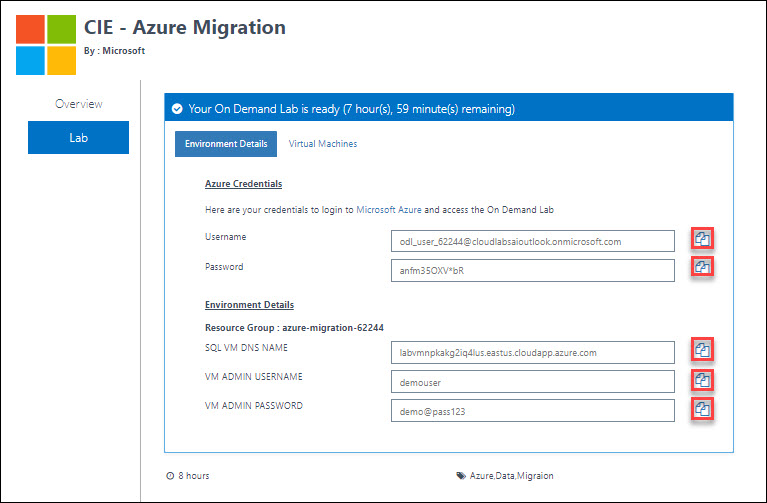 CIE - Azure Migration
By : Microsoft
Overview
Lab
Your On Demand Lab is ready (7 hour(s), 59 minute(s) remaining)
Environment Details
Virtual Machines
Azure Credentials
Here are your credentials to login to Microsoft Azure and access the On Demand Lab
Username
odl_user_62244@cloudlabsaioutlook.onmicrosoft.com
Password
anfm35OXV*bR
Environment Details
Resource Group : azure-migration-62244
SQL VM DNS NAME
labvmnpkakg2iq4lus.eastus.cloudapp.azure.com
VM ADMIN USERNAME
demouser
VM ADMIN PASSWORD
demo@pass123
8 hours
Azure,Data,Migraion